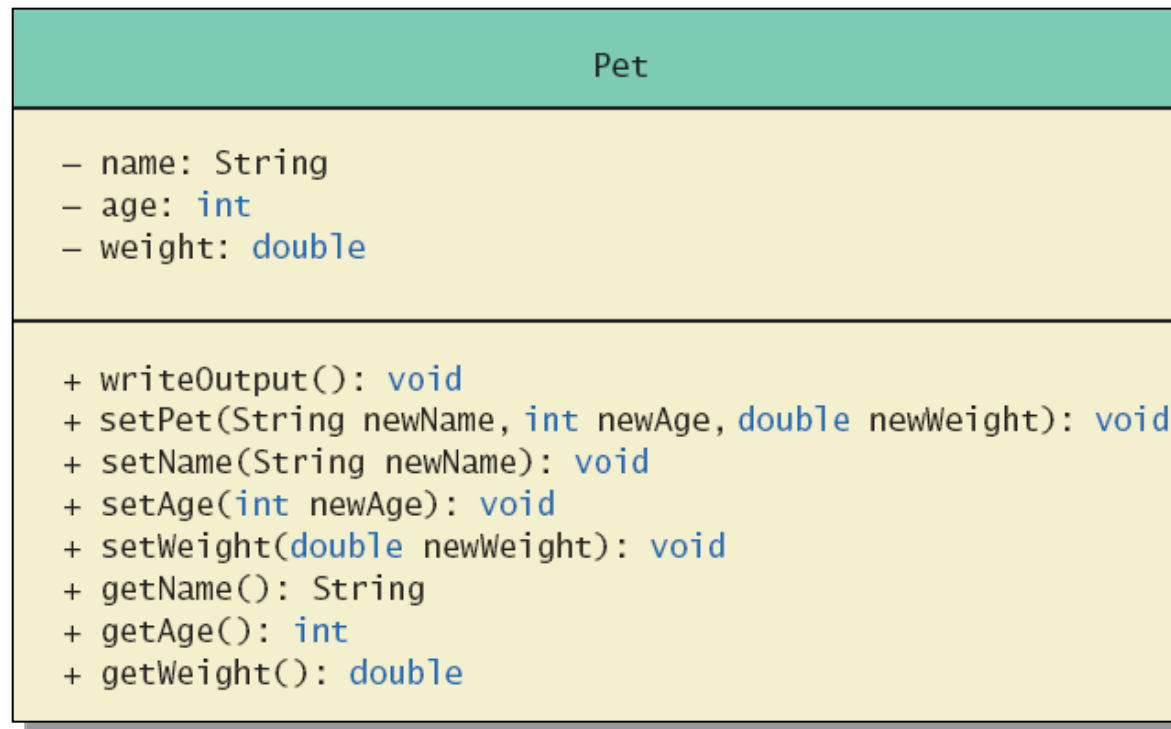 Pet
– name: String
– age: int
– weight: double
+ writeOutput(): void
+ setPet(String newName, int newAge, double newWeight): void
+ setName(String newName): void
+ setAge(int newAge): void
+ setWeight(double newWeight): void
+ getName(): String
+ getAge(): int
+ getWeight(): double